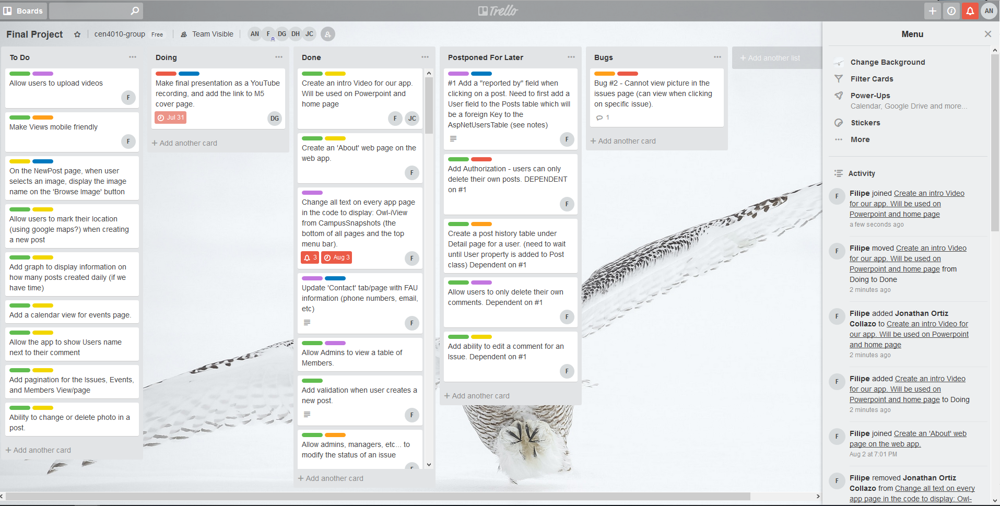 Boards
Trello
AN
Final Project
cen4010-group Free
Team Visible
AN F DG DH JC
To Do
Allow users to upload videos
F
Make Views mobile friendly
F
On the NewPost page, when user
selects an image, display the image
name on the 'Browse Image' button
Allow users to mark their location
(using google maps?) when creating
a new post
Add graph to display information on
how many posts created daily (if we
have time)
Add a calendar view for events page.
Allow the app to show Users name
next to their comment
Add pagination for the Issues, Events,
and Members View/page
Ability to change or delete photo in a
post.
+ Add another card
Doing
Make final presentation as a YouTube
recording, and add the link to M5
cover page.
Jul 31
DG
+ Add another card
Done
Create an intro Video for our app.
Will be used on Powerpoint and
home page
F JC
Create an 'About' web page on the
web app.
F
Change all text on every app page
in the code to display: Owl-iView
from CampusSnapshots (the
bottom of all pages and the top
menu bar).
3 Aug 3
F
Update 'Contact' tab/page with FAU
information (phone numbers, email,
etc)
F
Allow Admins to view a table of
Members.
Add validation when user creates a
new post.
F
Allow admins, managers, etc... to
modify the status of an issue
F
+ Add another card
Postponed For Later
#1 Add a "reported by" field when
clicking on a post. Need to first add a
User field to the Posts table which will
be a foreign Key to the
AspNetUsersTable (see notes)
F
Add Authorization - users can only
delete their own posts. DEPENDENT
on #1
F
Create a post history table under
Detail page for a user. (need to wait
until User property is added to Post
class) Dependent on #1
Allow users to only delete their own
comments. Dependent on #1
F
Add ability to edit a comment for an
Issue. Dependent on #1
F
+ Add another card
Bugs
Bug #2 - Cannot view picture in the
issues page (can view when clicking
on specific issue).
1
+ Add another card
+ Add another list
Menu
Change Background
Filter Cards
Power-Ups
Calendar, Google Drive and more...
Stickers
More
Activity
F
Filipe joined Create an intro Video
for our app. Will be used on
Powerpoint and home page
a few seconds ago
F
Filipe moved Create an intro Video
for our app. Will be used on
Powerpoint and home page from
Doing to Done
2 minutes ago
F
Filipe added Jonathan Ortiz
Collazo to Create an intro Video for
our app. Will be used on Powerpoint
and home page
2 minutes ago
F
Filipe added Create an intro Video
for our app. Will be used on
Powerpoint and home page to Doing
2 minutes ago
F
Filipe joined Create an 'About' web
page on the web app.
Aug 2 at 7:01 PM
F
Filipe removed Jonathan Ortiz
Collazo from Change all text on every
app page in the code to display: Owl-